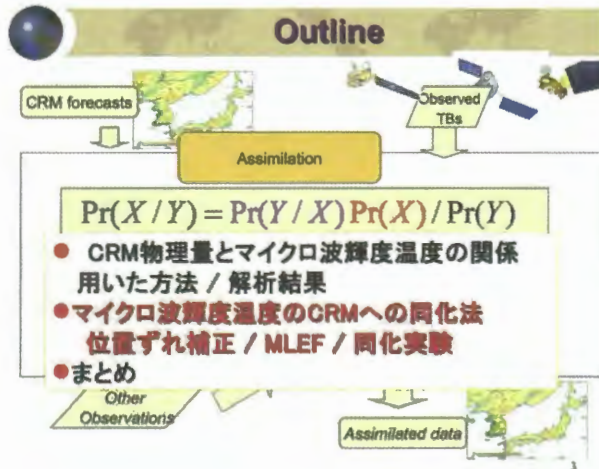 Outline
CRM forecasts
Observed
TBs
Assimilation
Pr(X/Y)=Pr(Y/X)Pr(X)/Pr(Y)
● CRM物理量とマイクロ波輝度温度の関係
用いた方法 / 解析結果
●マイクロ波輝度温度のCRMへの同化法
位置ずれ補正 / MLEF / 同化実験
●まとめ
Other
Observations
Assimilated data